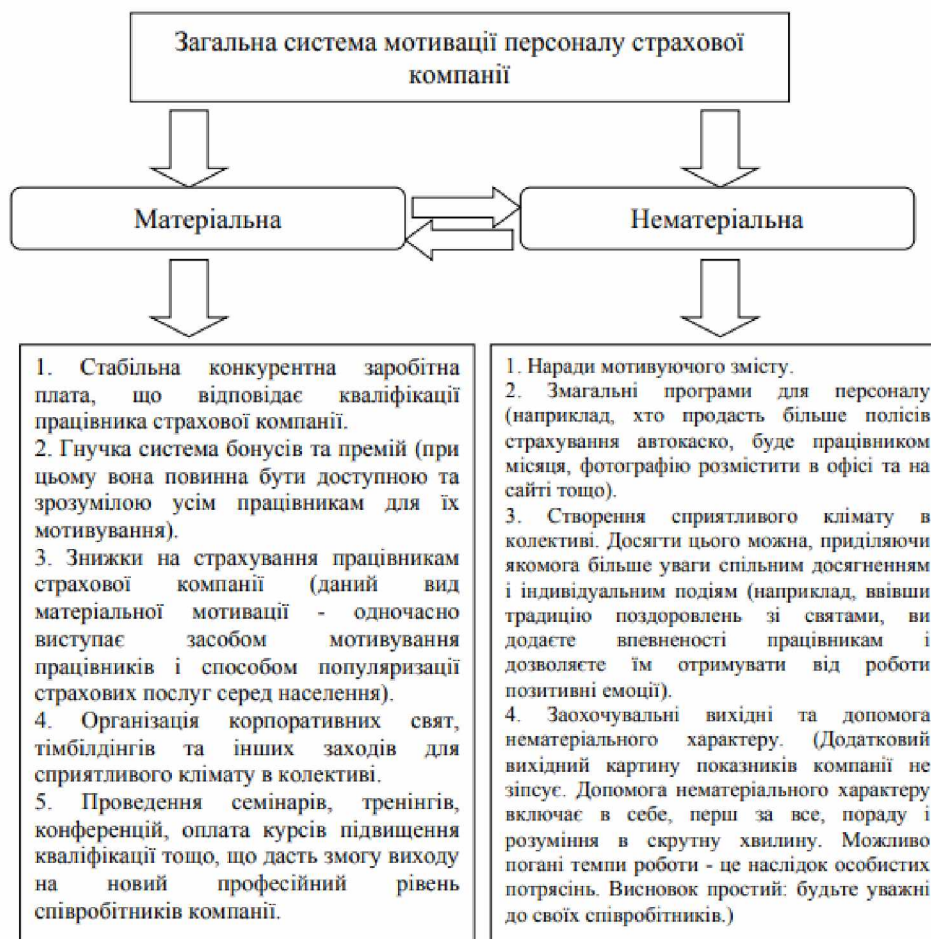 Загальна система мотивації персоналу страхової
компанії
Матеріальна
Нематеріальна
1. Стабільна конкурентна заробітна
плата, що відповідає кваліфікації
працівника страхової компанії.
2. Гнучка система бонусів та премій (при
цьому вона повинна бути доступною та
зрозумілою усім працівникам для їх
мотивування).
3. Знижки на страхування працівникам
страхової компанії (даний вид
матеріальної мотивації - одночасно
виступає засобом мотивування
працівників і способом популяризації
страхових послуг серед населення).
4. Організація корпоративних свят,
тімбілдінгів та інших заходів для
сприятливого клімату в колективі.
5. Проведення семінарів, тренінгів,
конференцій, оплата курсів підвищення
кваліфікації тощо, що дасть змогу виходу
на новий професійний рівень
співробітників компанії.
1. Наради мотивуючого змісту.
2. Змагальні програми для персоналу
(наприклад, хто продасть більше полісів
страхування автокаско, буде працівником
місяця, фотографію розмістити в офісі та на
сайті тощо).
3. Створення сприятливого клімату в
колективі. Досягти цього можна, приділяючи
якомога більше уваги спільним досягненням
і індивідуальним подіям (наприклад, ввівши
традицію поздоровлень зі святами, ви
додаєте впевненості працівникам і
дозволяєте їм отримувати від роботи
позитивні емоції).
4. Заохочувальні вихідні та допомога
нематеріального характеру. (Додатковий
вихідний картину показників компанії не
зіпсує. Допомога нематеріального характеру
включає в себе, перш за все, пораду і
розуміння в скрутну хвилину. Можливо
погані темпи роботи - це наслідок особистих
потрясінь. Висновок простий: будьте уважні
до своїх співробітників.)